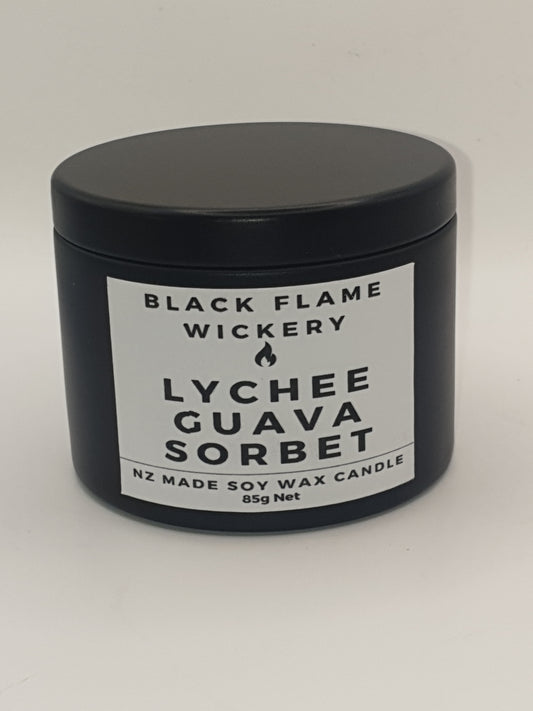 BLACK FLAME
WICKERY
LYCHEE
GUAVA
SORBET
NZ MADE SOY WAX CANDLE
85g Net